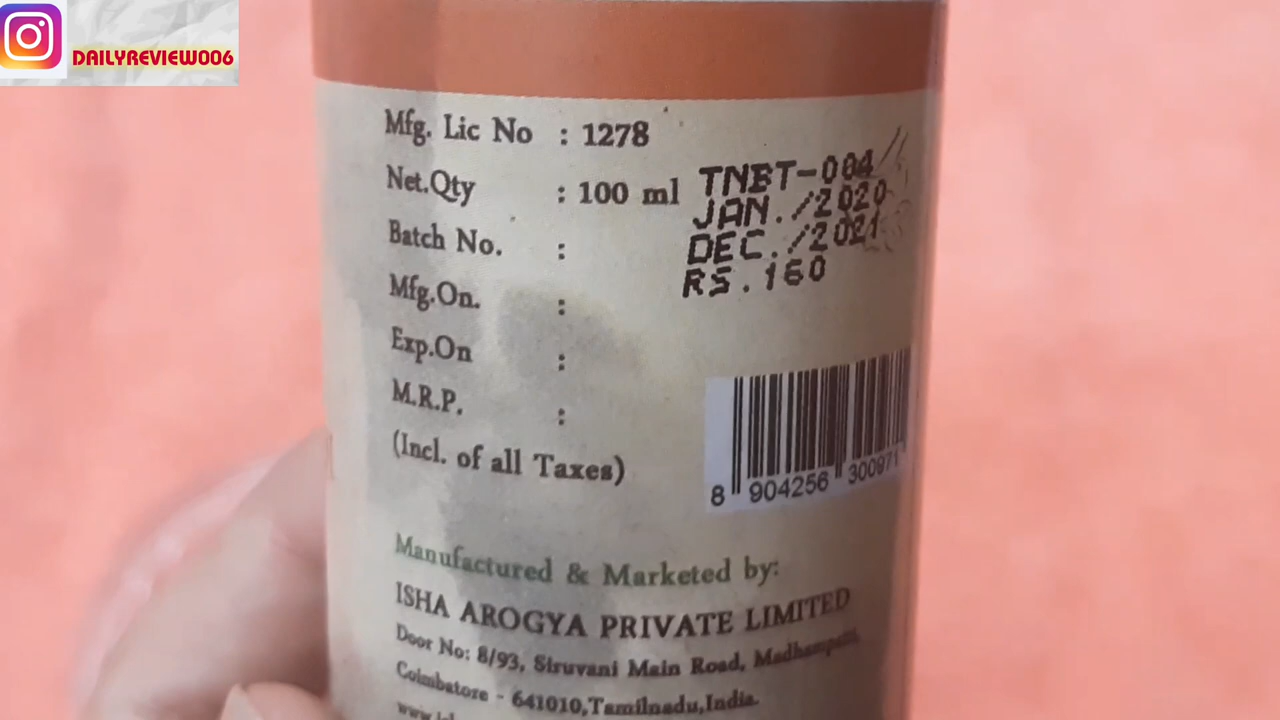 DAILYREVIEW006
Mfg. Lic No : 1278
Net.Qty : 100 ml
Batch No. :
Mfg.On. :
Exp.On :
M.R.P. :
(Incl. of all Taxes)
TNBT-004
JAN./2020
DEC./2021
RS.160
8 904256 300971
Manufactured & Marketed by:
ISHA AROGYA PRIVATE LIMITED
Door No: 8/93, Siruvani Main Road,
Coimbatore - 641010,Tamilnadu,India.